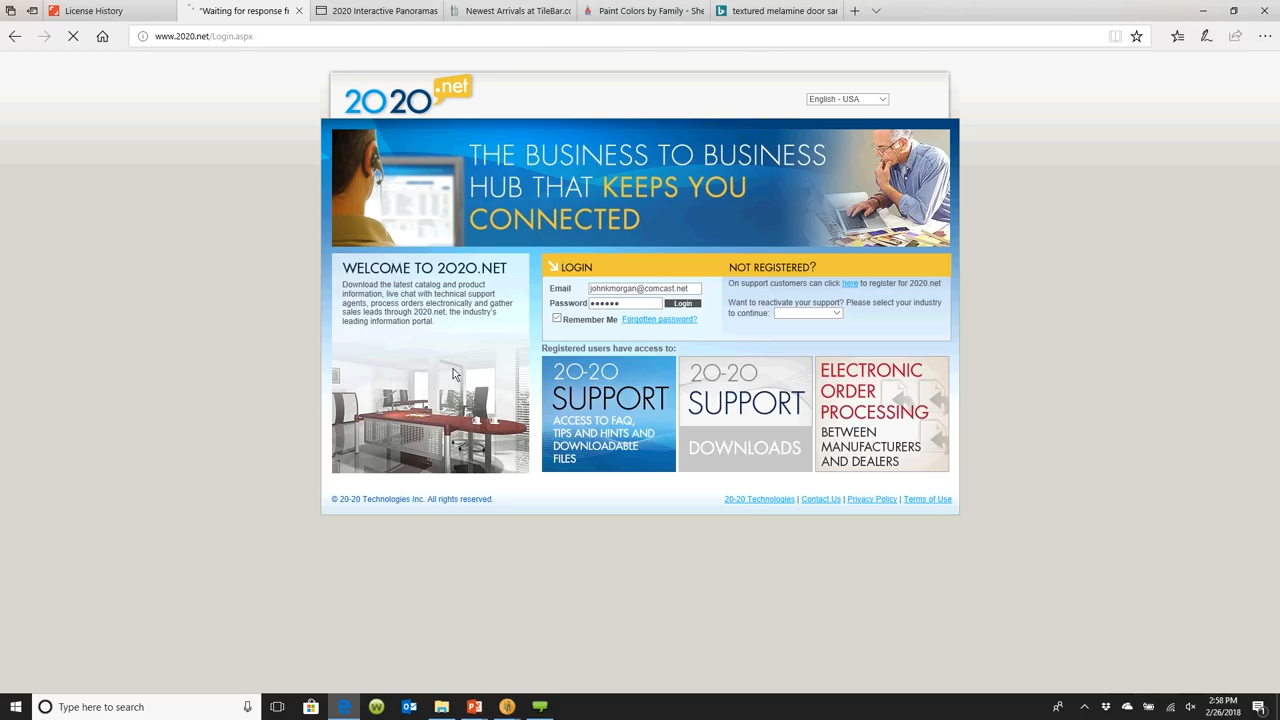 License History
"Waiting for response f
20 Interactive Panoramas
Newest Arrivals Telarik.co
Paint Colors - She
textured melamine door sar
www.2020.net/Login.aspx
2020.net
English - USA
THE BUSINESS TO BUSINESS
HUB THAT KEEPS YOU
CONNECTED
WELCOME TO 2020.NET
Download the latest catalog and product
information, live chat with technical support
agents, process orders electronically and gather
sales leads through 2020.net, the industry's
leading information portal.
LOGIN
Email johnkmorgan@comcast.net
Password •••••• Login
Remember Me Forgotten password?
NOT REGISTERED?
On support customers can click here to register for 2020.net
Want to reactivate your support? Please select your industry
to continue:
Registered users have access to:
20-20
SUPPORT
ACCESS TO FAQ,
TIPS AND HINTS AND
DOWNLOADABLE
FILES
20-20
SUPPORT
DOWNLOADS
ELECTRONIC
ORDER
PROCESSING
BETWEEN
MANUFACTURERS
AND DEALERS
© 20-20 Technologies Inc. All rights reserved.
20-20 Technologies | Contact Us | Privacy Policy | Terms of Use
Type here to search
2:58 PM
2/26/2018